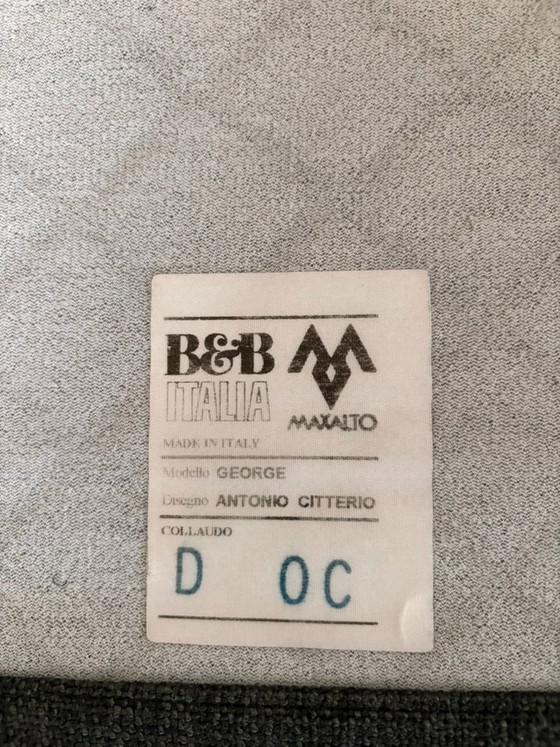 B&B
ITALIA
MAXALTO
MADE IN ITALY
Modello GEORGE
Disegno ANTONIO CITTERIO
COLLAUDO
D OC